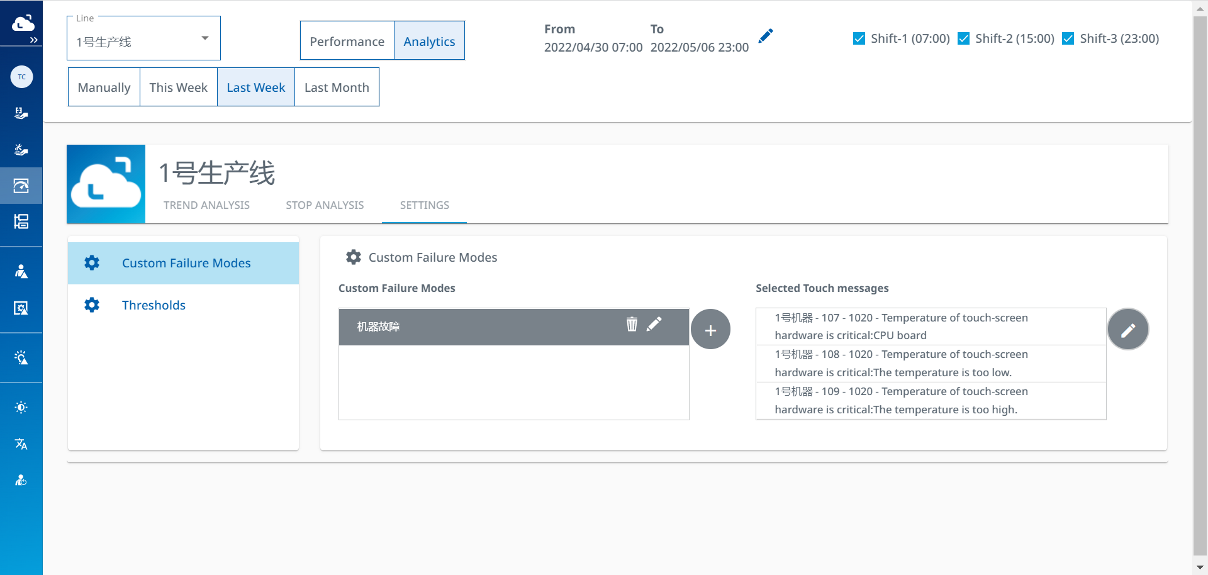 Line
1号生产线
Performance
Analytics
From
To
2022/04/30 07:00
2022/05/06 23:00
Shift-1 (07:00)
Shift-2 (15:00)
Shift-3 (23:00)
Manually
This Week
Last Week
Last Month
TC
1号生产线
TREND ANALYSIS
STOP ANALYSIS
SETTINGS
Custom Failure Modes
Thresholds
Custom Failure Modes
Custom Failure Modes
机器故障
Selected Touch messages
1号机器 - 107 - 1020 - Temperature of touch-screen
hardware is critical:CPU board
1号机器 - 108 - 1020 - Temperature of touch-screen
hardware is critical:The temperature is too low.
1号机器 - 109 - 1020 - Temperature of touch-screen
hardware is critical:The temperature is too high.